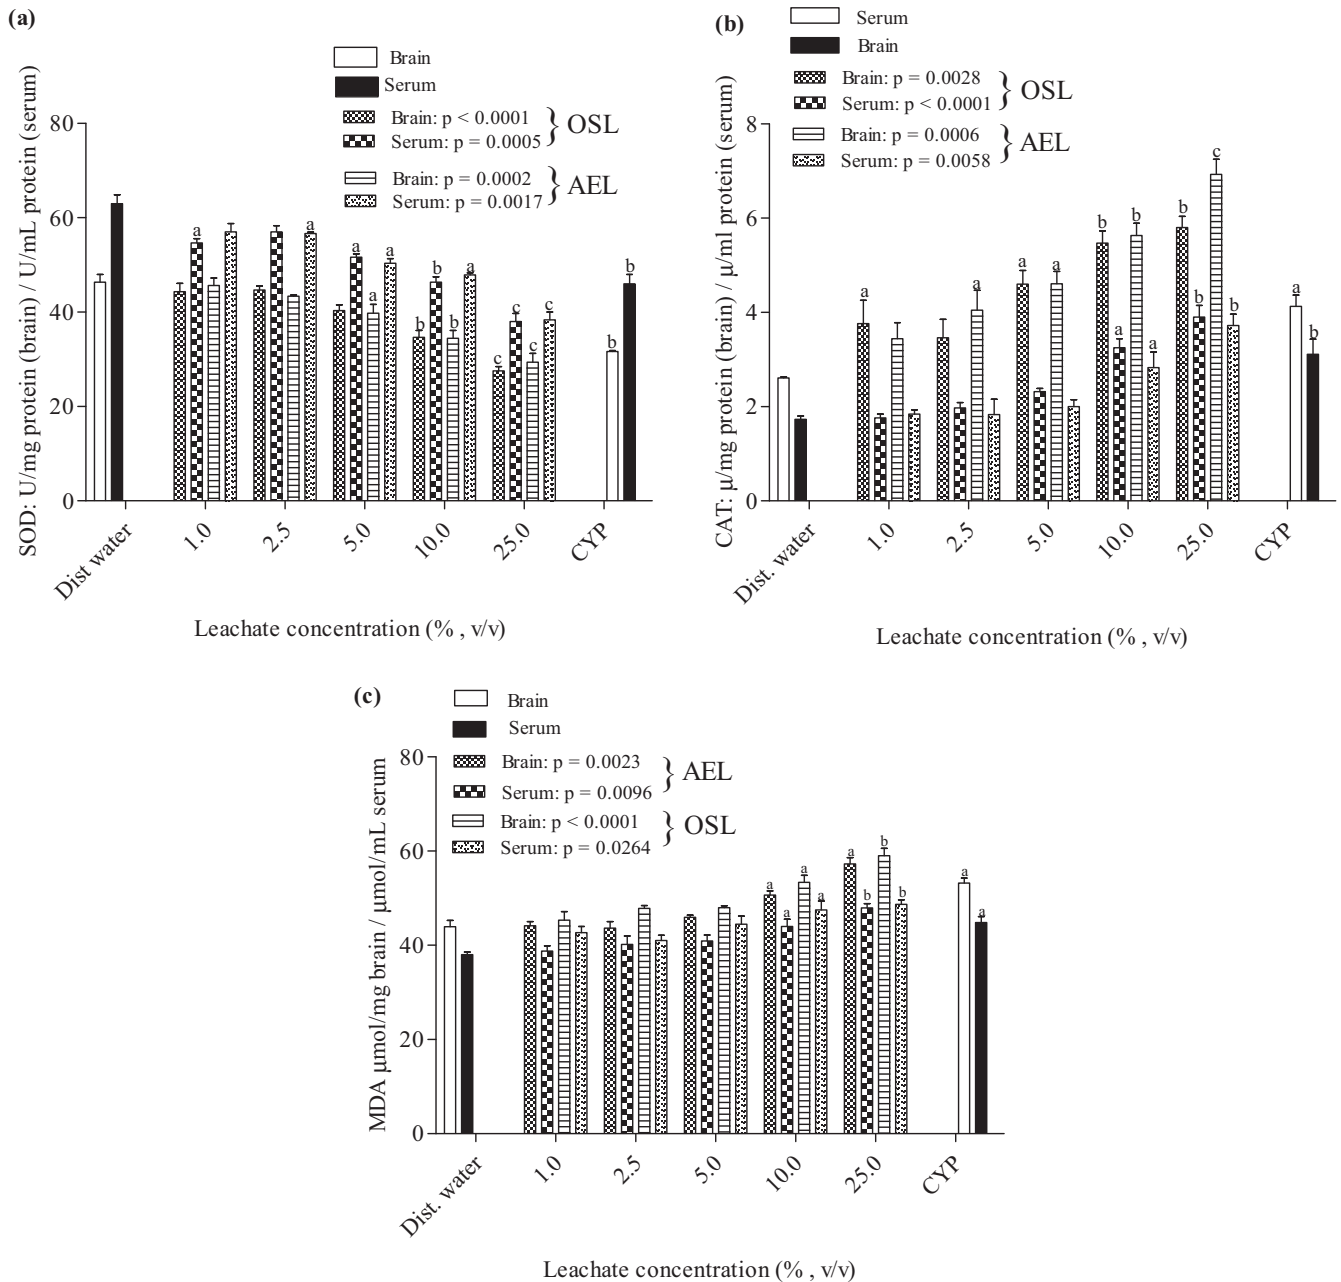 (a)
Brain
Serum
Brain: p < 0.0001
Serum: p = 0.0005
} OSL
Brain: p = 0.0002
Serum: p = 0.0017
} AEL
SOD: U/mg protein (brain) / U/mL protein (serum)
80
60
40
20
0
a
a
a
a
a
a
b
b
b
a
c
c
c
c
b
b
Dist water
1.0
2.5
5.0
10.0
25.0
CYP
Leachate concentration (% , v/v)
(b)
Serum
Brain
Brain: p = 0.0028
Serum: p < 0.0001
} OSL
Brain: p = 0.0006
Serum: p = 0.0058
} AEL
CAT: µ/mg protein (brain) / µ/ml protein (serum)
8
6
4
2
0
a
a
a
a
b
a
b
a
b
b
c
b
a
b
Dist. water
1.0
2.5
5.0
10.0
25.0
CYP
Leachate concentration (% , v/v)
(c)
Brain
Serum
Brain: p = 0.0023
Serum: p = 0.0096
} AEL
Brain: p < 0.0001
Serum: p = 0.0264
} OSL
MDA µmol/mg brain / µmol/mL serum
80
60
40
20
0
a
a
a
a
a
b
b
b
a
a
Dist. water
1.0
2.5
5.0
10.0
25.0
CYP
Leachate concentration (% , v/v)